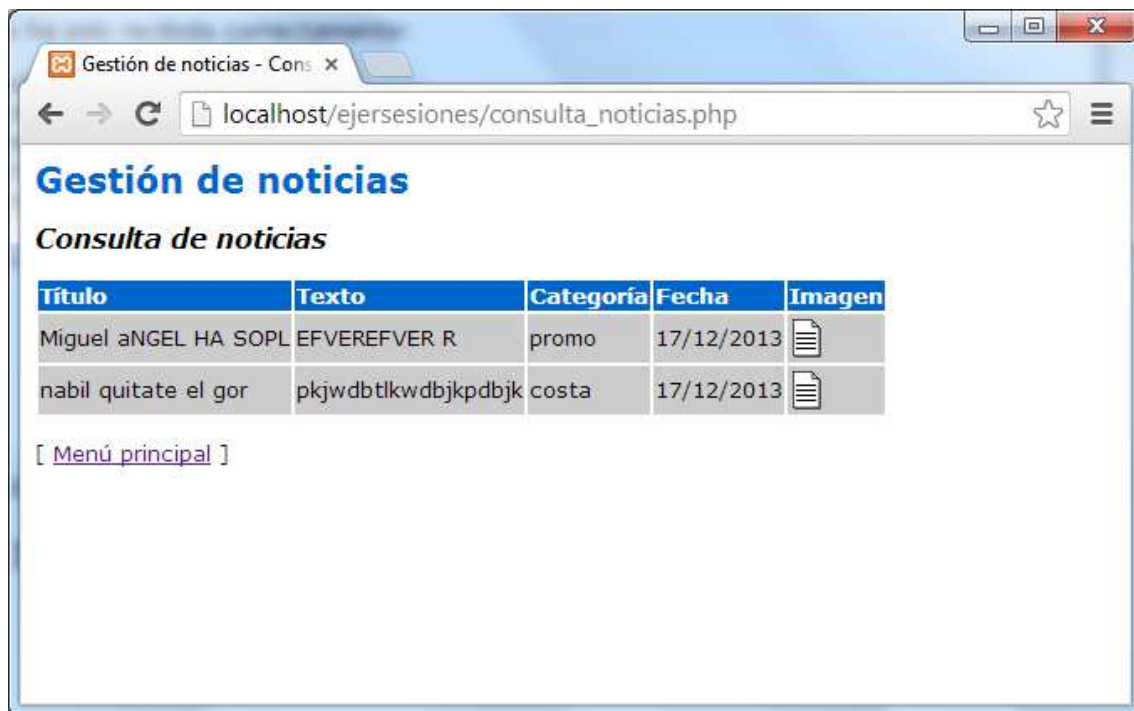 Gestión de noticias - Cons
localhost/ejersesiones/consulta_noticias.php
Gestión de noticias
Consulta de noticias
Título Texto Categoría Fecha Imagen
Miguel aNGEL HA SOPL EFVEREFVER R promo 17/12/2013
nabil quitate el gor pkjwdbtlkwdbjkpdbjk costa 17/12/2013
[ Menú principal ]